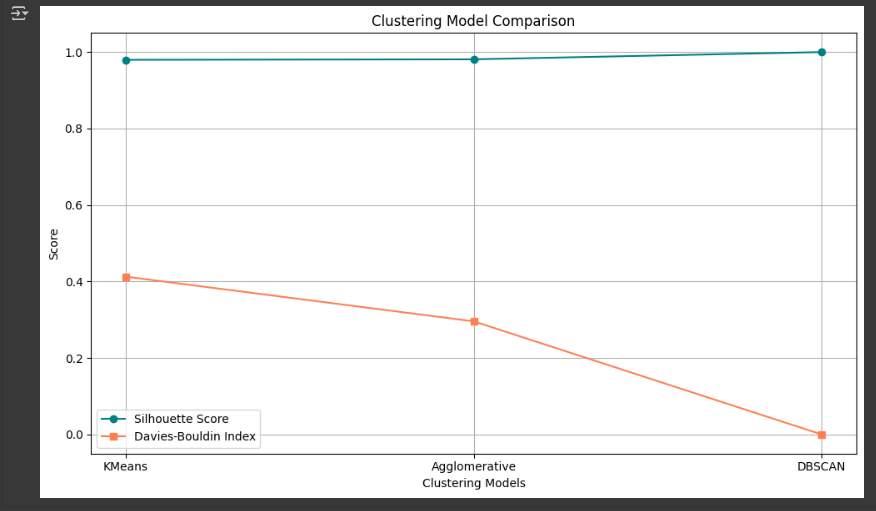 Clustering Model Comparison
1.0
0.8
0.6
0.4
0.2
0.0
Score
Silhouette Score
Davies-Bouldin Index
KMeans Agglomerative DBSCAN
Clustering Models